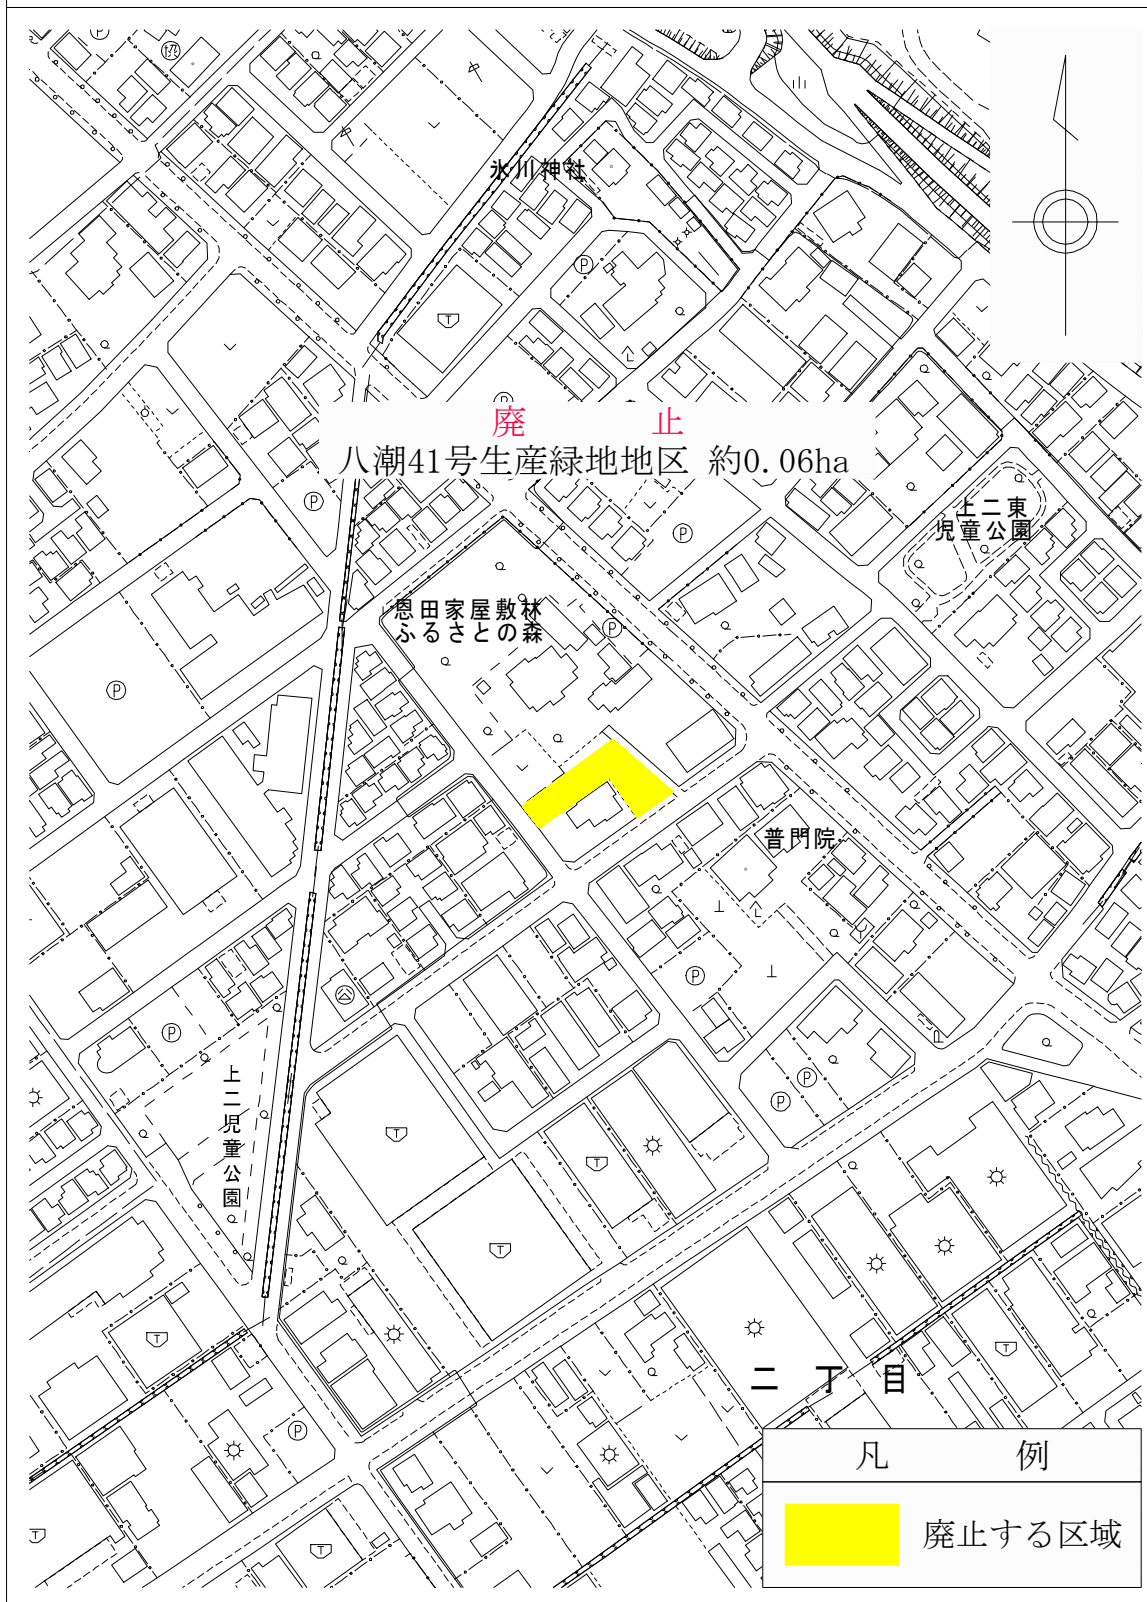 氷川神社
廃 止
八潮41号生産緑地地区 約0.06ha
上二東
児童公園
恩田家屋敷林
ふるさとの森
普門院
上二児童公園
二 丁 目
凡 例
廃止する区域